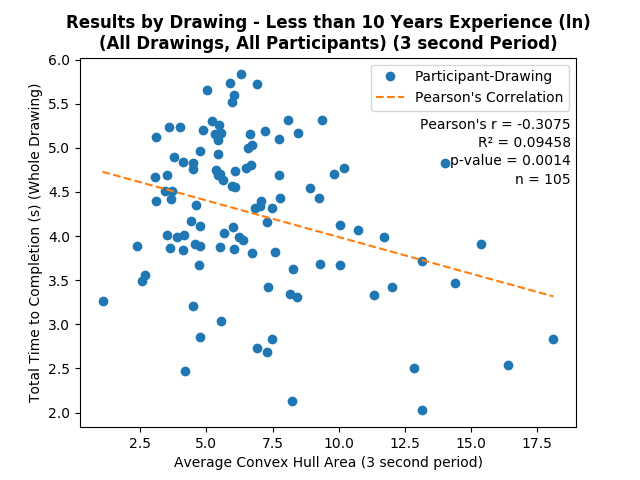 Results by Drawing - Less than 10 Years Experience (ln)
(All Drawings, All Participants) (3 second Period)
Participant-Drawing
Pearson's Correlation
Pearson's r = -0.3075
R² = 0.09458
p-value = 0.0014
n = 105
Total Time to Completion (s) (Whole Drawing)
6.0
5.5
5.0
4.5
4.0
3.5
3.0
2.5
2.0
2.5
5.0
7.5
10.0
12.5
15.0
17.5
Average Convex Hull Area (3 second period)